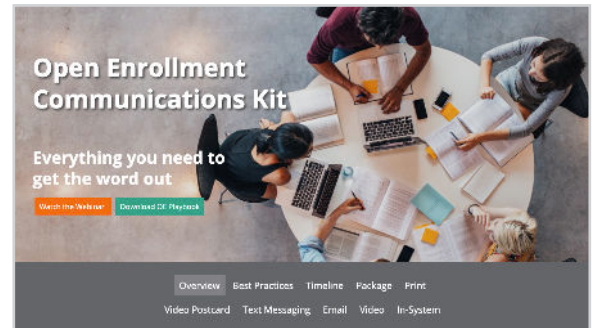 Open Enrollment
Communications Kit
Everything you need to
get the word out
Watch the Webinar Download OE Playbook
Overview Best Practices Timeline Package Print
Video Postcard Text Messaging Email Video In-System